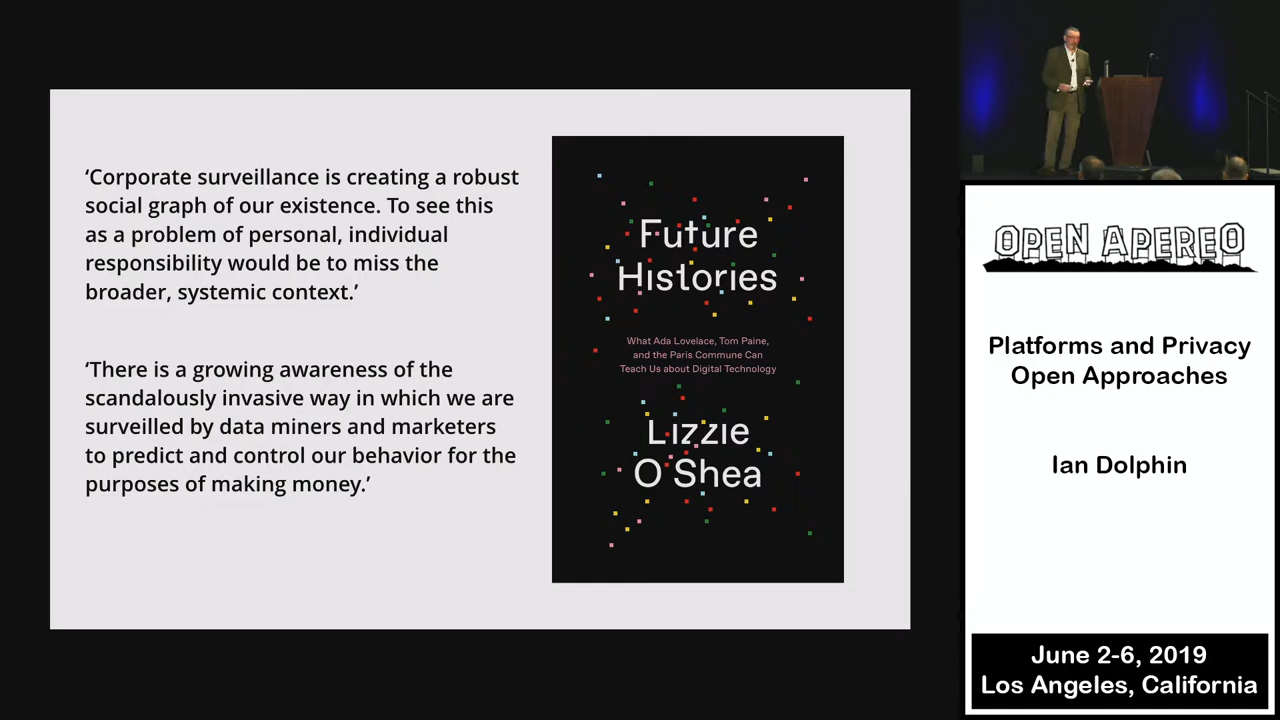 ‘Corporate surveillance is creating a robust
social graph of our existence. To see this
as a problem of personal, individual
responsibility would be to miss the
broader, systemic context.’
‘There is a growing awareness of the
scandalously invasive way in which we are
surveilled by data miners and marketers
to predict and control our behavior for the
purposes of making money.’
Future
Histories
What Ada Lovelace, Tom Paine,
and the Paris Commune Can
Teach Us about Digital Technology
Lizzie
O’Shea
OPEN APEREO
Platforms and Privacy
Open Approaches
Ian Dolphin
June 2-6, 2019
Los Angeles, California